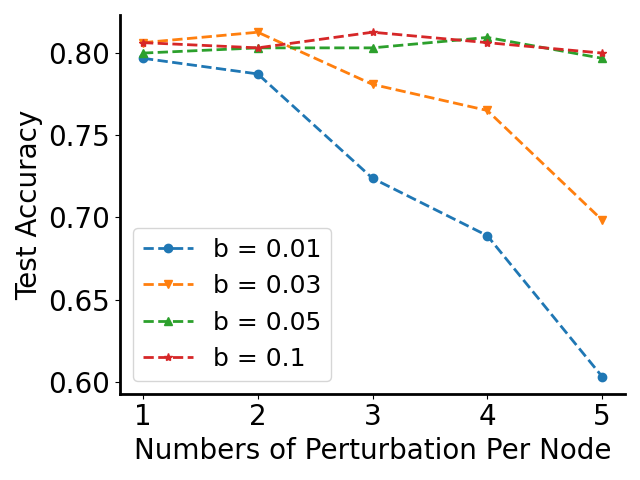 Test Accuracy
0.80
0.75
0.70
0.65
0.60
b = 0.01
b = 0.03
b = 0.05
b = 0.1
1 2 3 4 5
Numbers of Perturbation Per Node